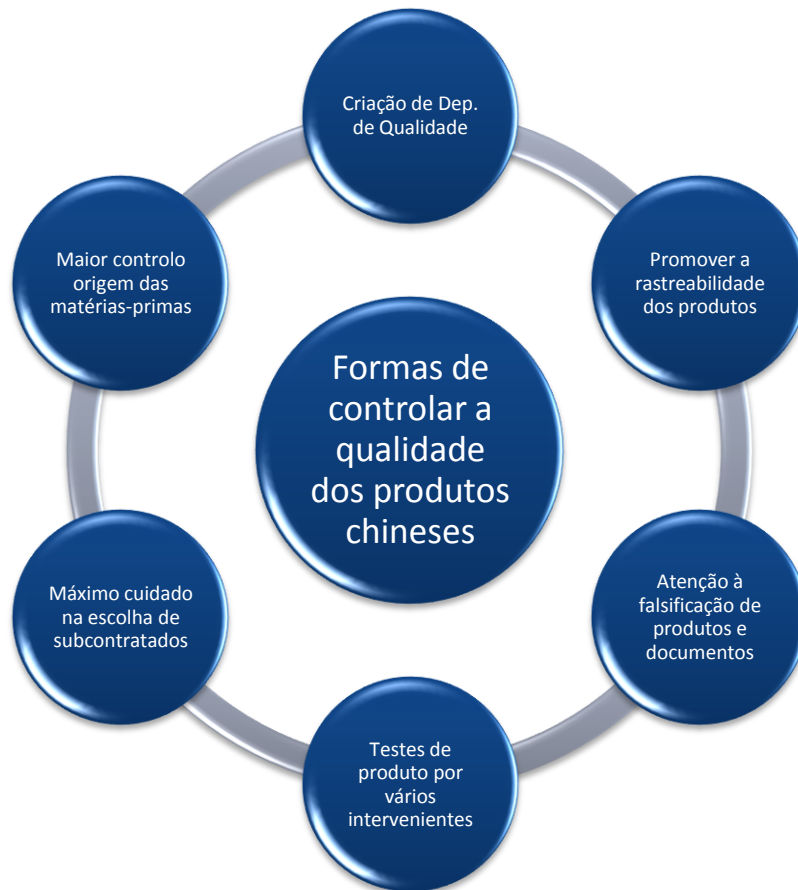 Criação de Dep.
de Qualidade
Promover a
rastreabilidade
dos produtos
Atenção à
falsificação de
produtos e
documentos
Testes de
produto por
vários
intervenientes
Máximo cuidado
na escolha de
subcontratados
Maior controlo
origem das
matérias-primas
Formas de
controlar a
qualidade
dos produtos
chineses